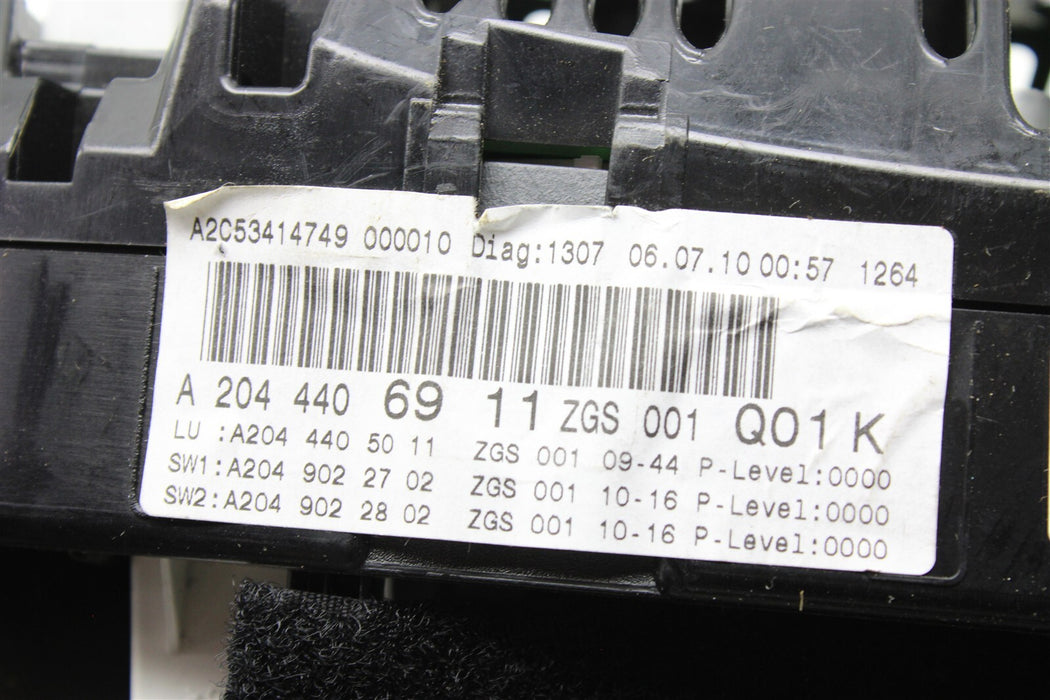 A2C53414749 000010 Diag:1307 06.07.10 00:57 1264
A 204 440 69 11 ZGS 001 Q01 K
LU :A204 440 50 11 ZGS 001 09-44 P-Level:0000
SW1:A204 902 27 02 ZGS 001 10-16 P-Level:0000
SW2:A204 902 28 02 ZGS 001 10-16 P-Level:0000